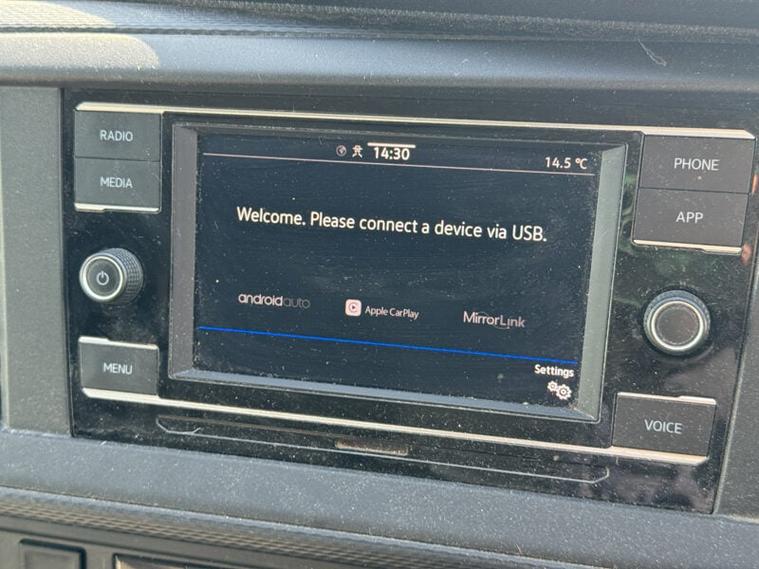 RADIO
MEDIA
MENU
14:30
14.5 °C
Welcome. Please connect a device via USB.
androidauto
Apple CarPlay
MirrorLink
Settings
PHONE
APP
VOICE